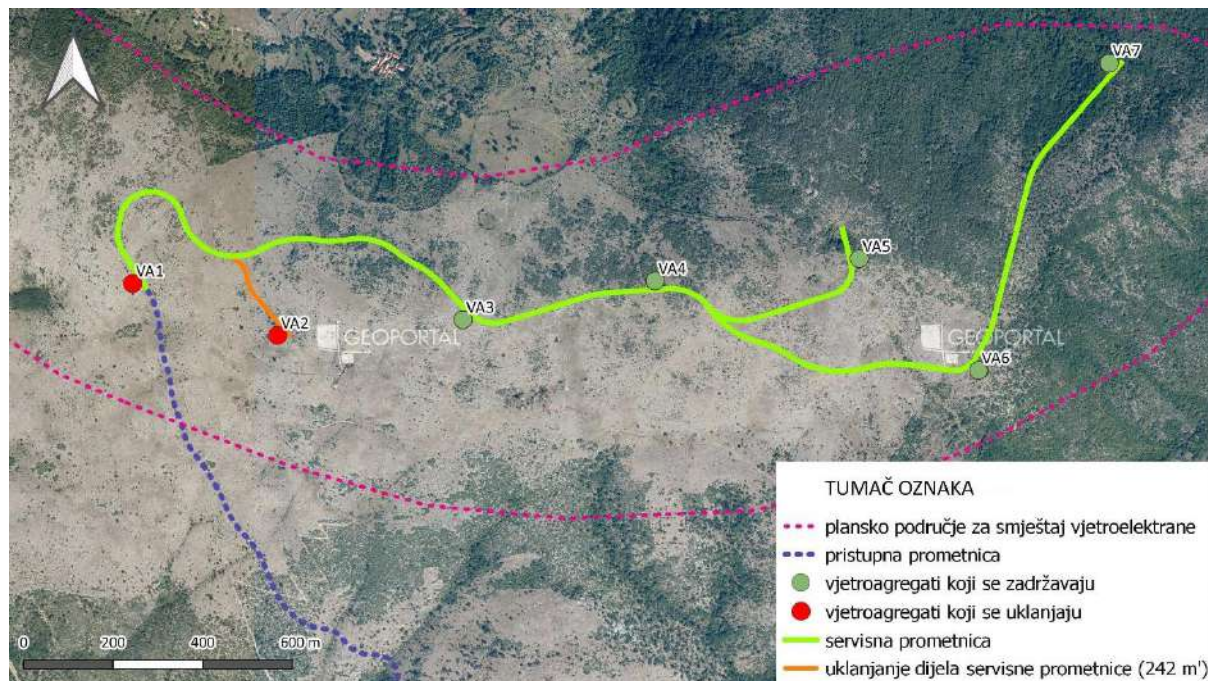 VA7
VA1
VA5
VA4
VA3
VA2
GEOPORTAL
GEOPORTAL
VA6
TUMAČ OZNAKA
plansko područje za smještaj vjetroelektrane
pristupna prometnica
vjetroagregati koji se zadržavaju
vjetroagregati koji se uklanjaju
servisna prometnica
uklanjanje dijela servisne prometnice (242 m')
0 200 400 600 m